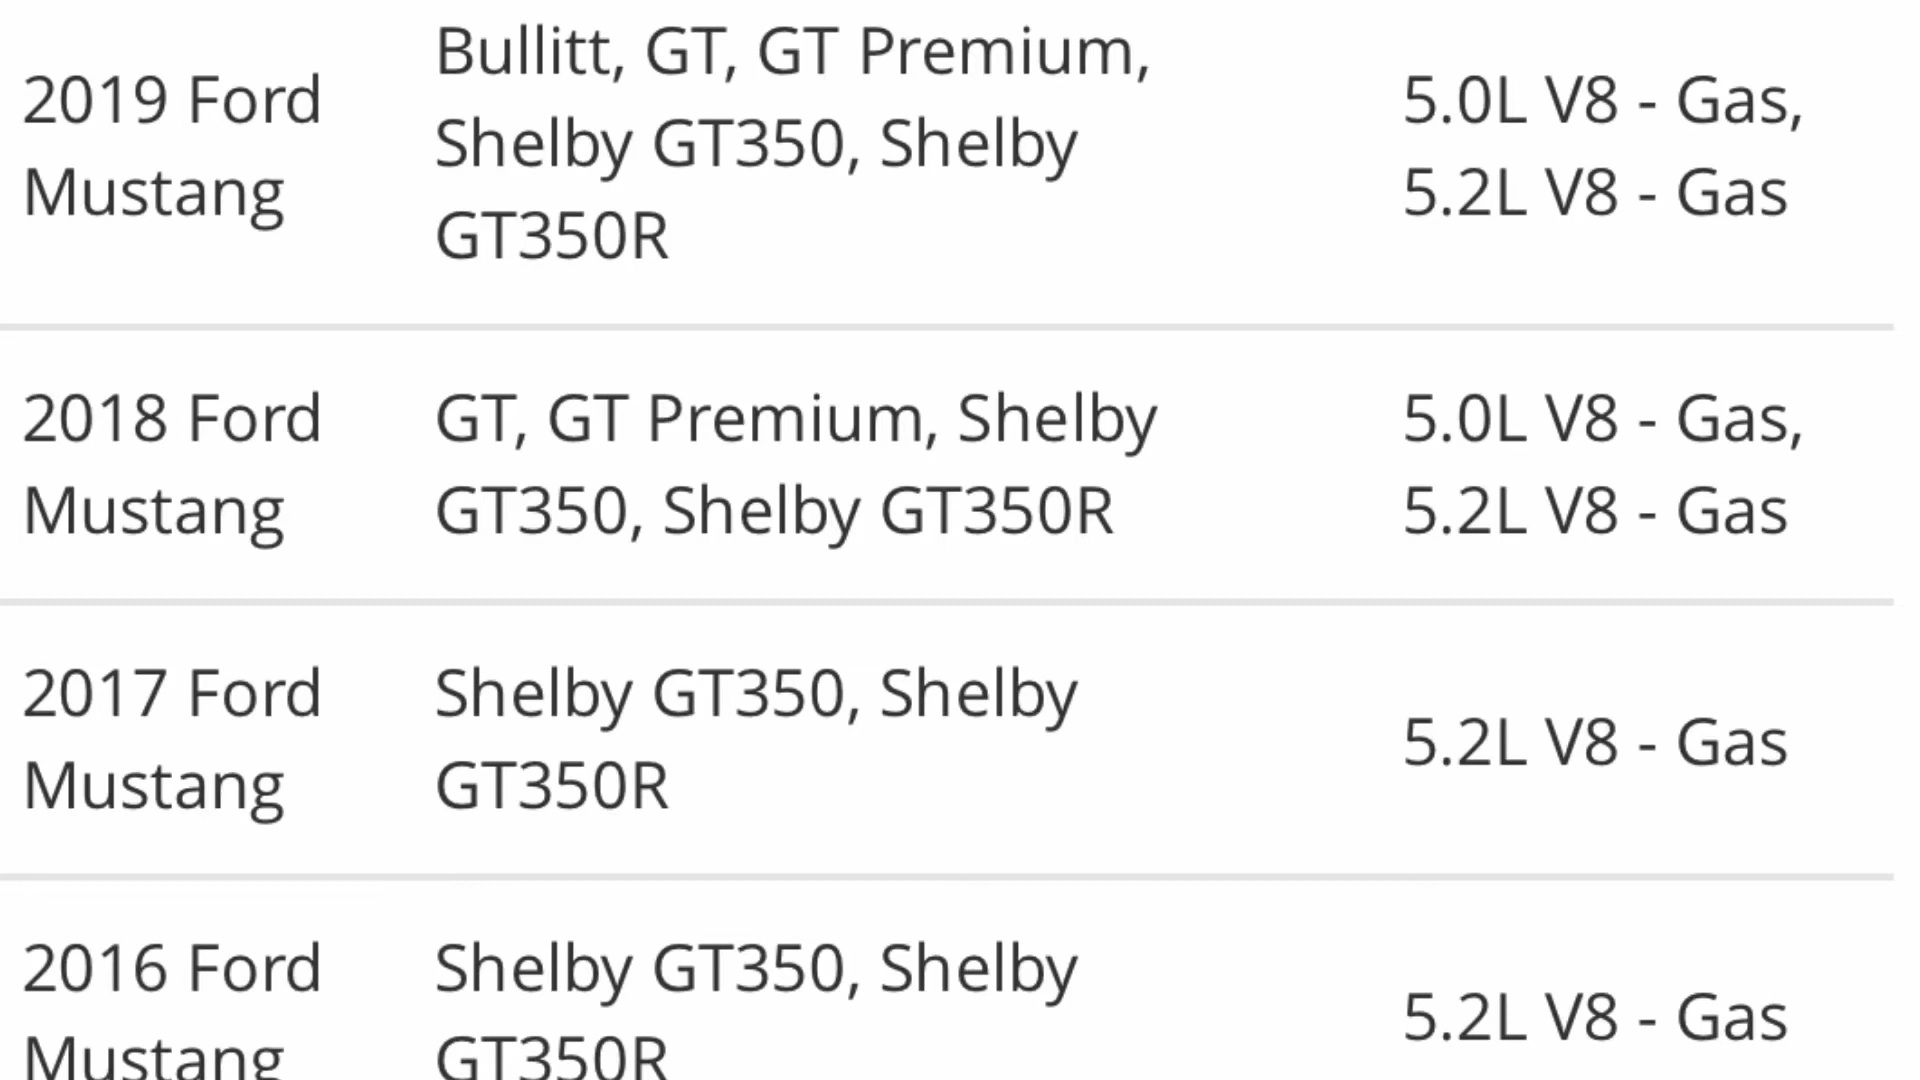 2019 Ford
Mustang
Bullitt, GT, GT Premium,
Shelby GT350, Shelby
GT350R
5.0L V8 - Gas,
5.2L V8 - Gas
2018 Ford
Mustang
GT, GT Premium, Shelby
GT350, Shelby GT350R
5.0L V8 - Gas,
5.2L V8 - Gas
2017 Ford
Mustang
Shelby GT350, Shelby
GT350R
5.2L V8 - Gas
2016 Ford
Mustang
Shelby GT350, Shelby
GT350R
5.2L V8 - Gas